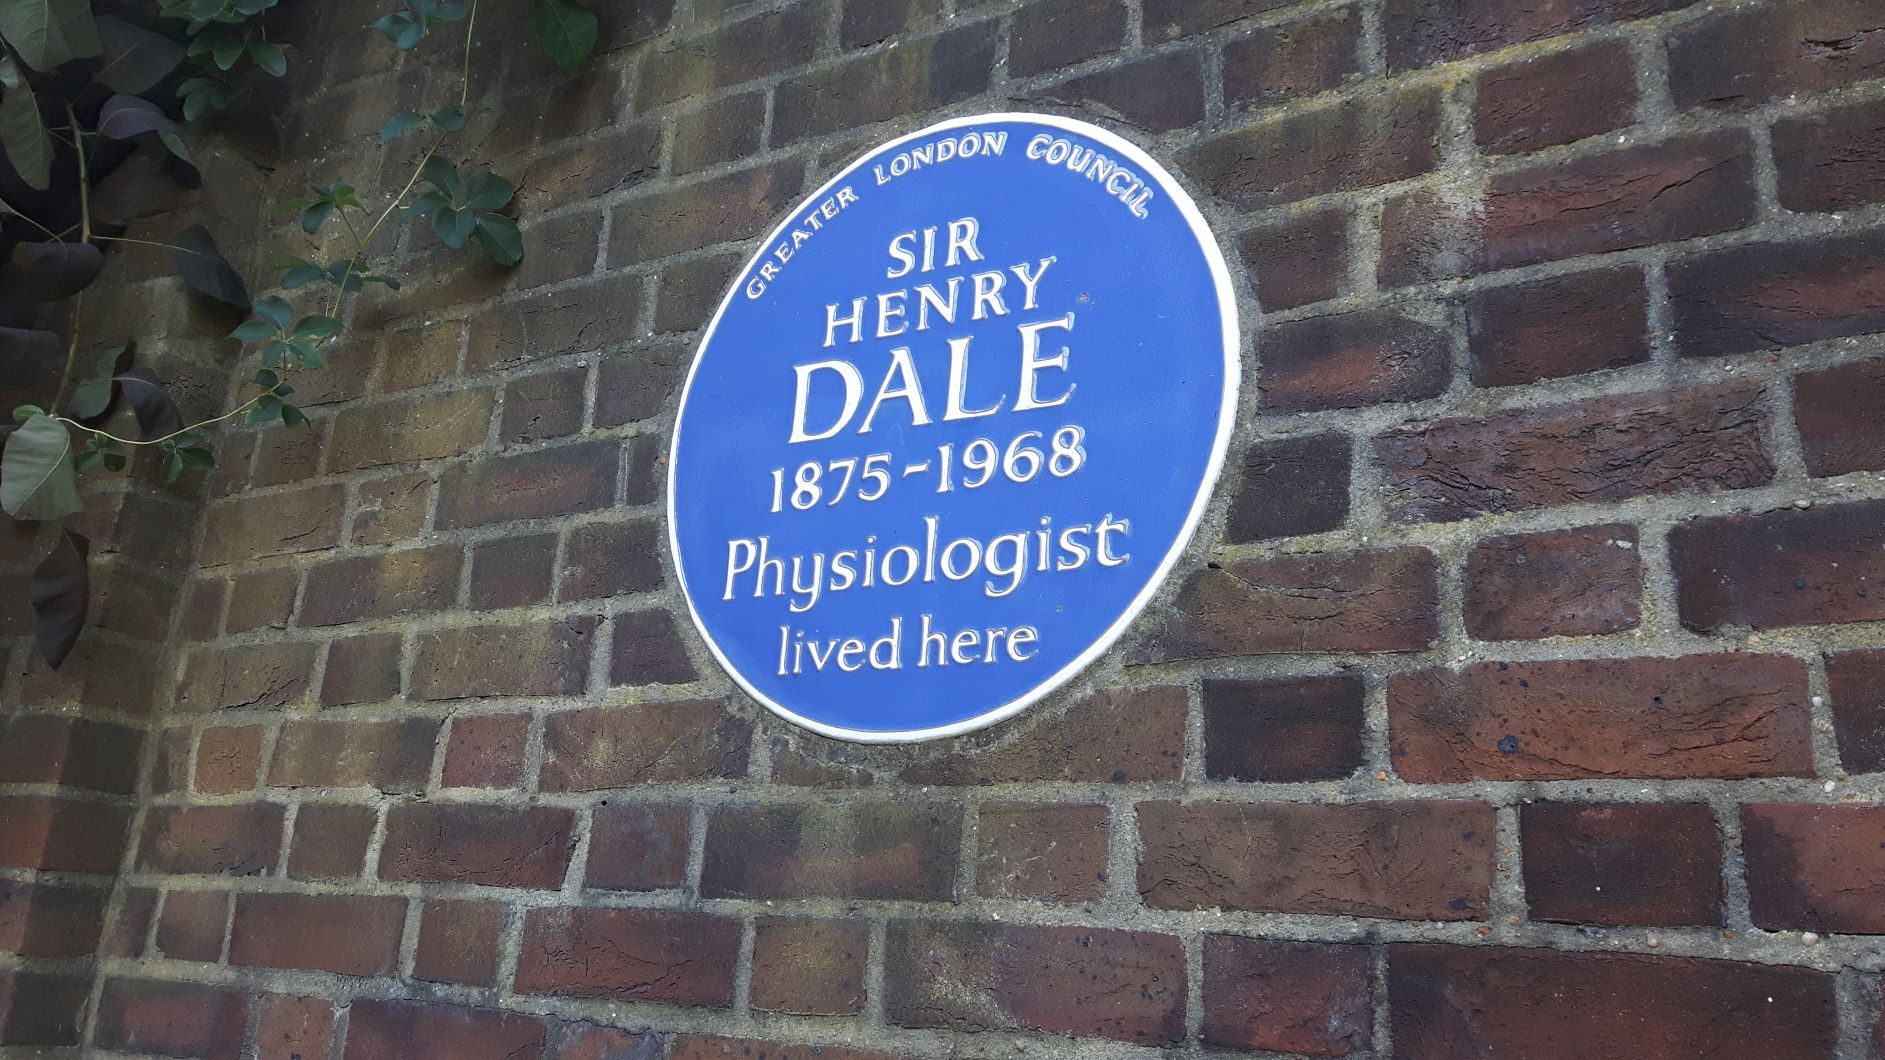 GREATER LONDON COUNCIL
SIR
HENRY
DALE
1875-1968
Physiologist
lived here